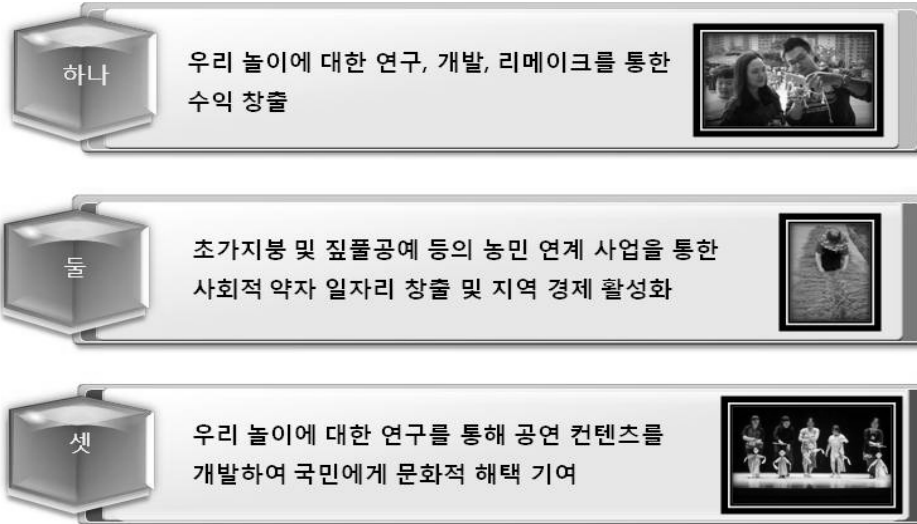 하나
우리 놀이에 대한 연구, 개발, 리메이크를 통한
수익 창출
둘
초가지붕 및 짚풀공예 등의 농민 연계 사업을 통한
사회적 약자 일자리 창출 및 지역 경제 활성화
셋
우리 놀이에 대한 연구를 통해 공연 컨텐츠를
개발하여 국민에게 문화적 해택 기여